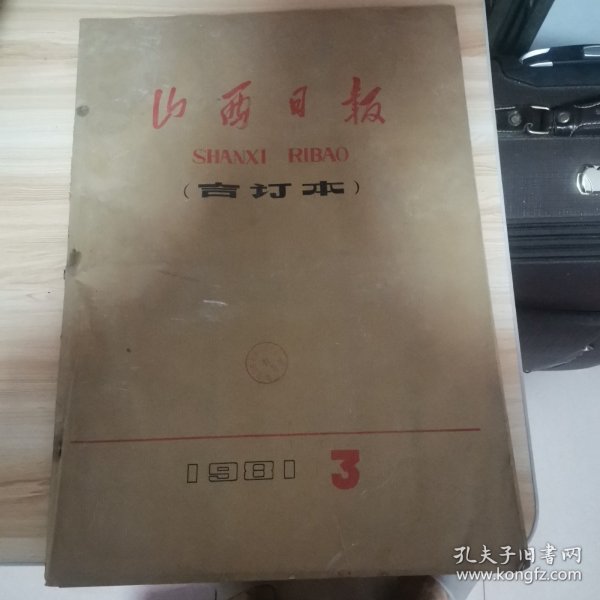 山西日报
SHANXI RIBAO
(合订本)
1981 3
孔夫子旧书网
www.kongfz.com